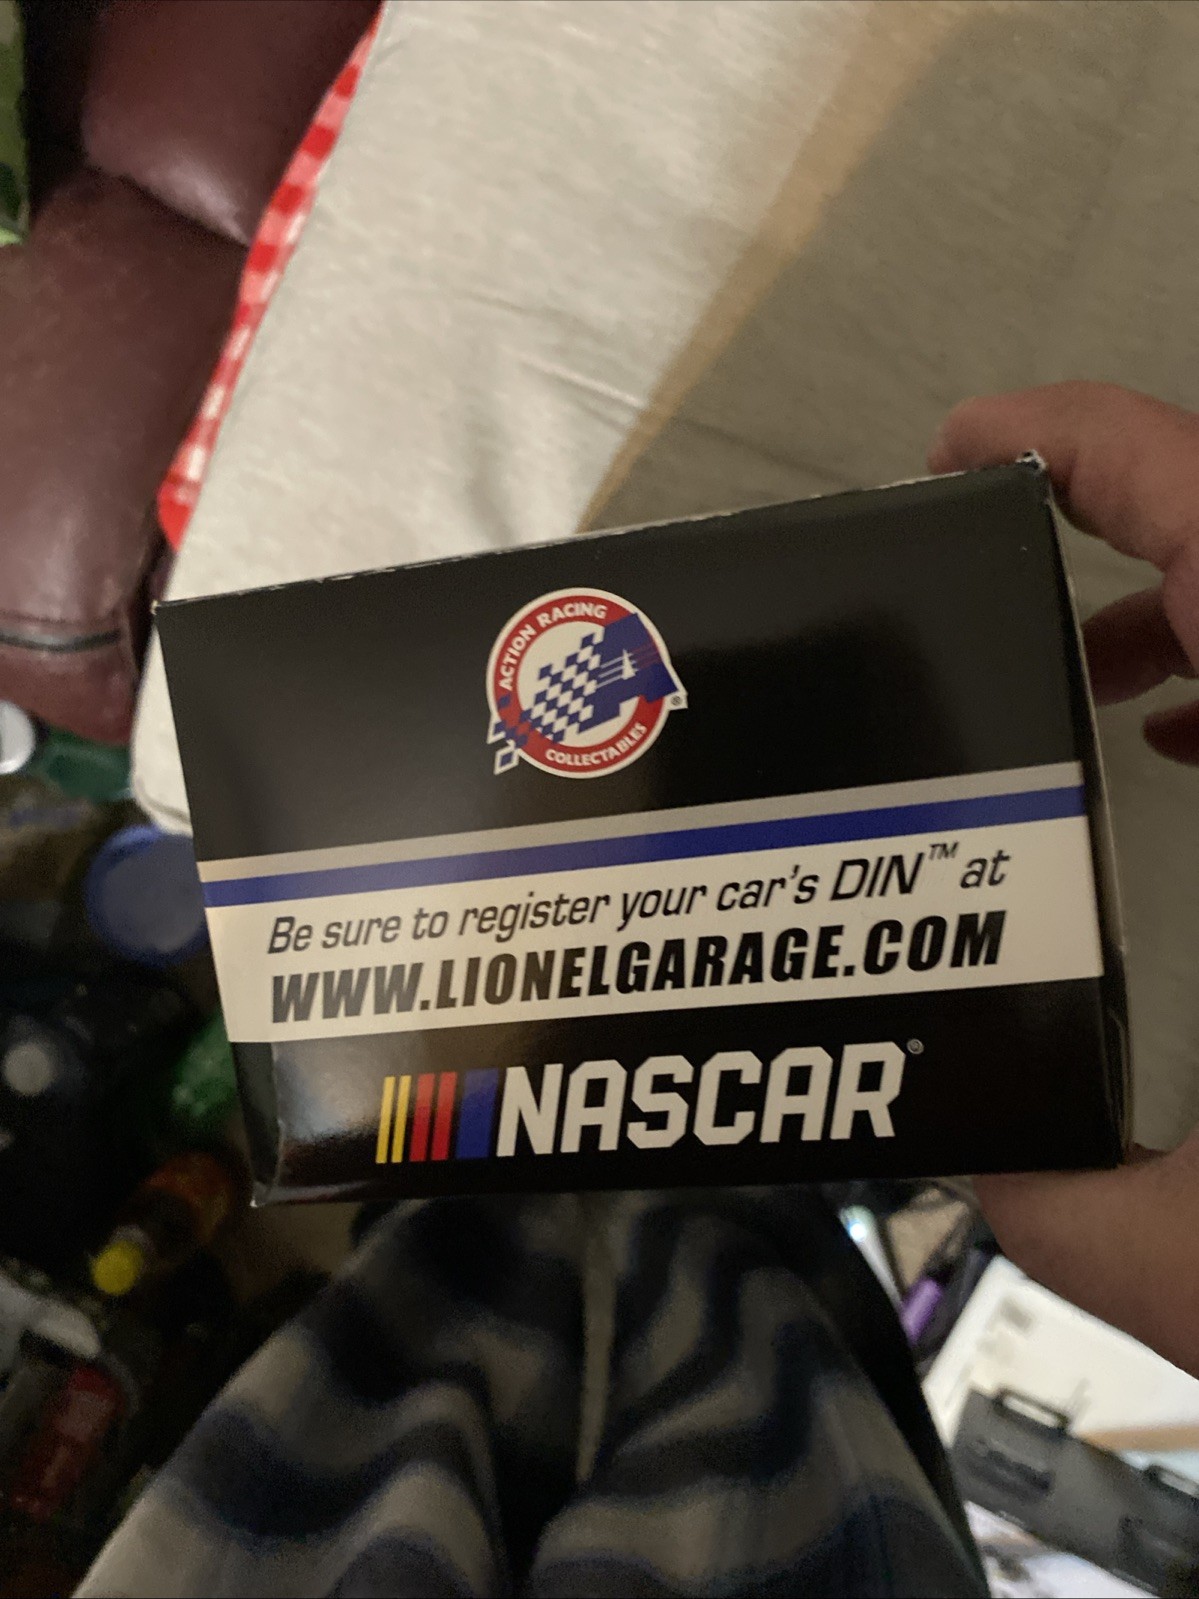 ACTION RACING
COLLECTABLES
®
Be sure to register your car's DIN™ at
WWW.LIONELGARAGE.COM
NASCAR®